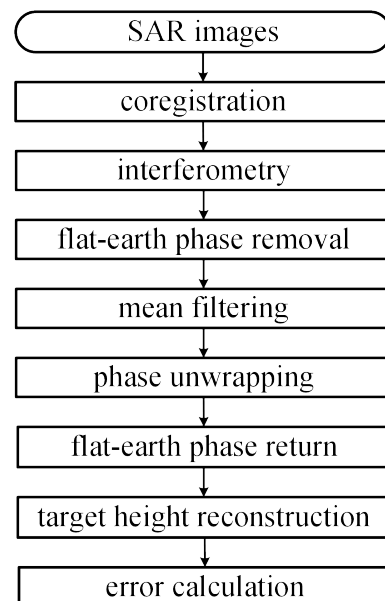 SAR images
coregistration
interferometry
flat-earth phase removal
mean filtering
phase unwrapping
flat-earth phase return
target height reconstruction
error calculation